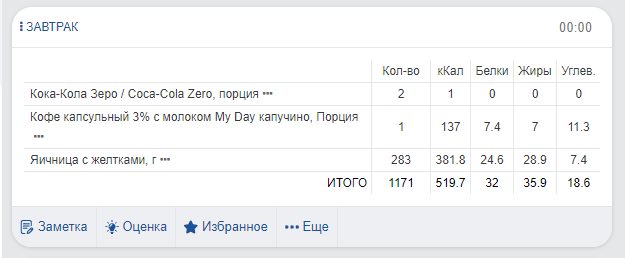 ЗАВТРАК 00:00
Кол-во кКал Белки Жиры Углев.
Кока-Кола Зеро / Coca-Cola Zero, порция ••• 2 1 0 0 0
Кофе капсульный 3% с молоком My Day капучино, Порция
••• 1 137 7.4 7 11.3
Яичница с желтками, г ••• 283 381.8 24.6 28.9 7.4
ИТОГО 1171 519.7 32 35.9 18.6
Заметка Оценка Избранное ••• Еще